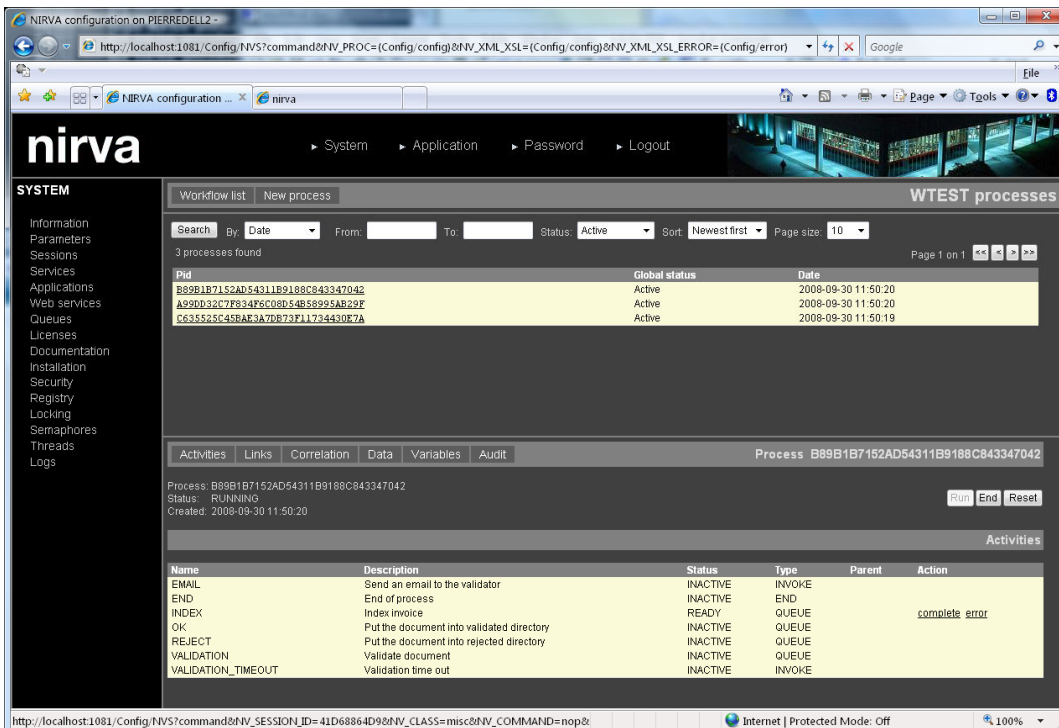 NIRVA configuration on PIERREDELL2 -
http://localhost:1081/Config/NVS?command&NV_PROC={Config/config}&NV_XML_XSL={Config/config}&NV_XML_XSL_ERROR={Config/error}
Google
File
NIRVA configuration ... nirva
Page Tools
nirva
System Application Password Logout
SYSTEM
Information
Parameters
Sessions
Services
Applications
Web services
Queues
Licenses
Documentation
Installation
Security
Registry
Locking
Semaphores
Threads
Logs
Workflow list New process WTEST processes
Search By: Date From: To: Status: Active Sort: Newest first Page size: 10
3 processes found Page 1 on 1 << < > >>
Pid Global status Date
B89B1B7152AD54311B9188C843347042 Active 2008-09-30 11:50:20
A99DD32C7F834F6C08D54B58995AB29F Active 2008-09-30 11:50:20
C635525C45BAE3A7DB73F11734430E7A Active 2008-09-30 11:50:19
Activities Links Correlation Data Variables Audit Process B89B1B7152AD54311B9188C843347042
Process: B89B1B7152AD54311B9188C843347042
Status: RUNNING
Created: 2008-09-30 11:50:20
Run End Reset
Activities
Name Description Status Type Parent Action
EMAIL Send an email to the validator INACTIVE INVOKE
END End of process INACTIVE END
INDEX Index invoice READY QUEUE complete error
OK Put the document into validated directory INACTIVE QUEUE
REJECT Put the document into rejected directory INACTIVE QUEUE
VALIDATION Validate document INACTIVE QUEUE
VALIDATION_TIMEOUT Validation time out INACTIVE INVOKE
http://localhost:1081/Config/NVS?command&NV_SESSION_ID=41D68864D9&NV_CLASS=misc&NV_COMMAND=nop& Internet | Protected Mode: Off 100%